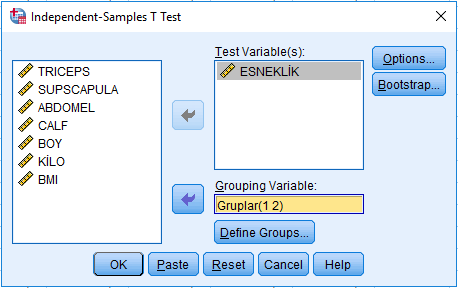 Independent-Samples T Test
TRICEPS
SUPSCAPULA
ABDOMEL
CALF
BOY
KİLO
BMI
Test Variable(s):
ESNEKLİK
Options...
Bootstrap...
Grouping Variable:
Gruplar(1 2)
Define Groups...
OK Paste Reset Cancel Help